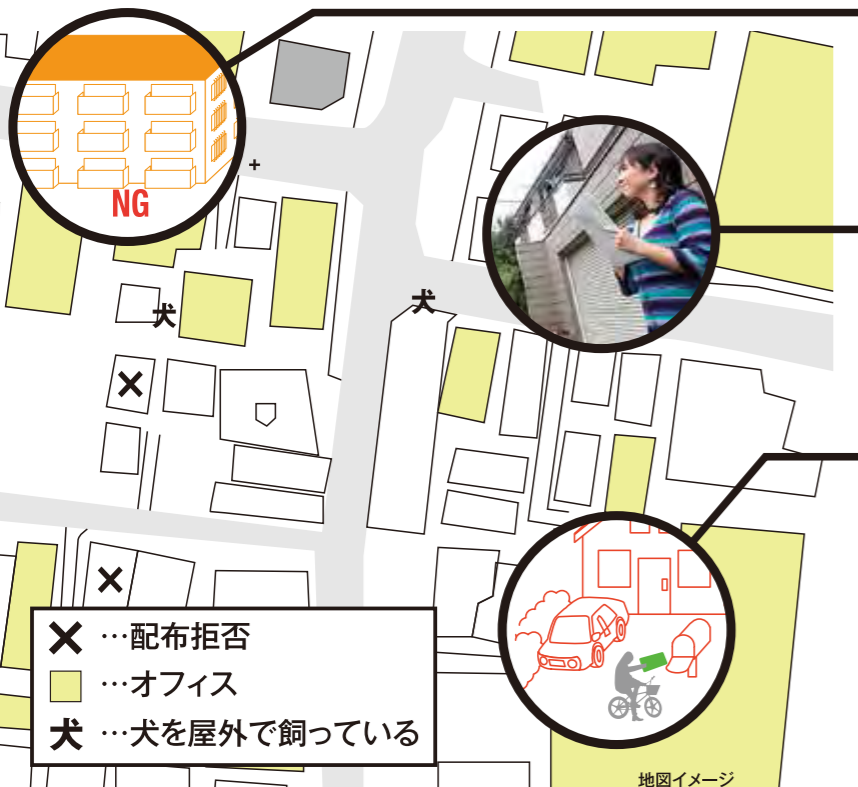 NG
犬
犬
×
×
× …配布拒否
…オフィス
犬 …犬を屋外で飼っている
地図イメージ